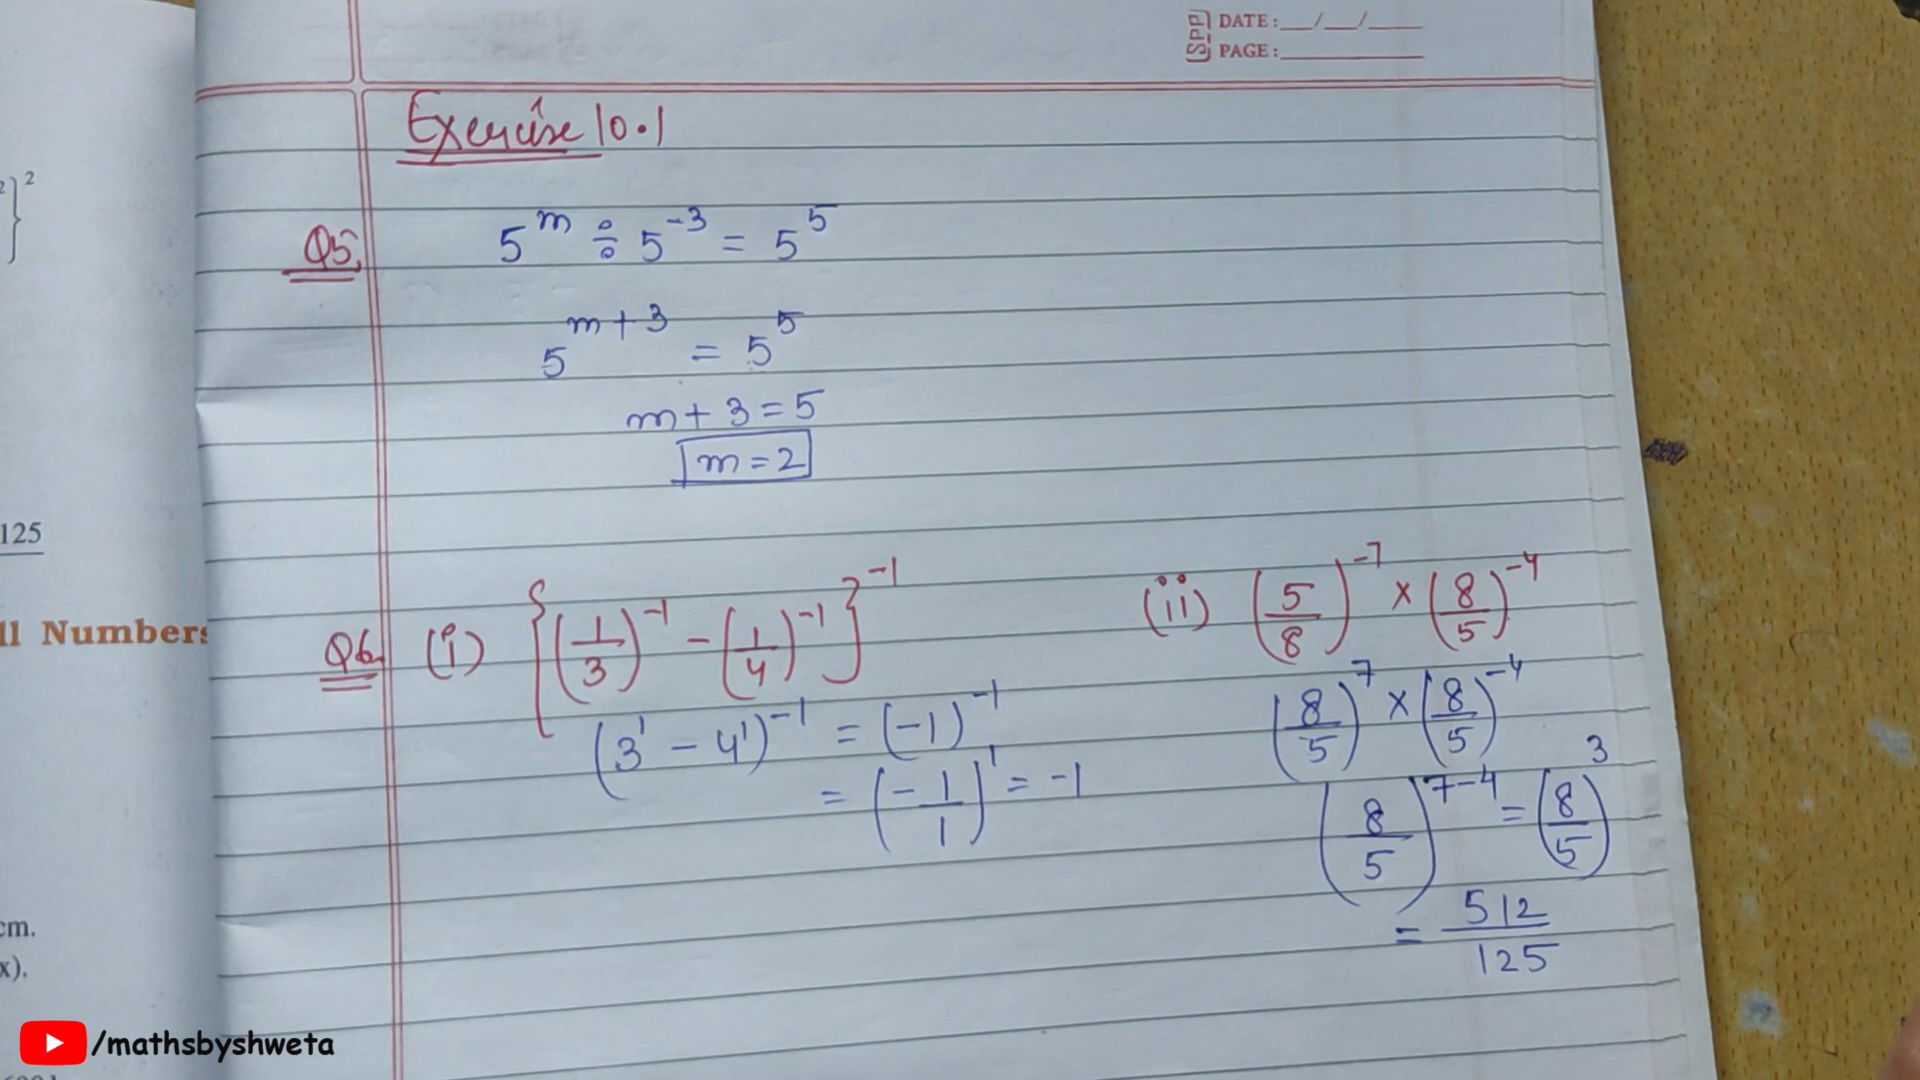 SPP DATE: __/__/____
PAGE: ________
Exercise 10.1
Q5. 5^m ÷ 5^-3 = 5^5
5^m+3 = 5^5
m + 3 = 5
m = 2
Q6. (i) {(1/3)^-1 - (1/4)^-1}^-1
(3^1 - 4^1)^-1 = (-1)^-1
= (-1/1)^1 = -1
(ii) (5/8)^-7 × (8/5)^-4
(8/5)^7 × (8/5)^-4
(8/5)^7-4 = (8/5)^3
= 512/125
}^2
125
ll Numbers
cm.
x).
/mathsbyshweta